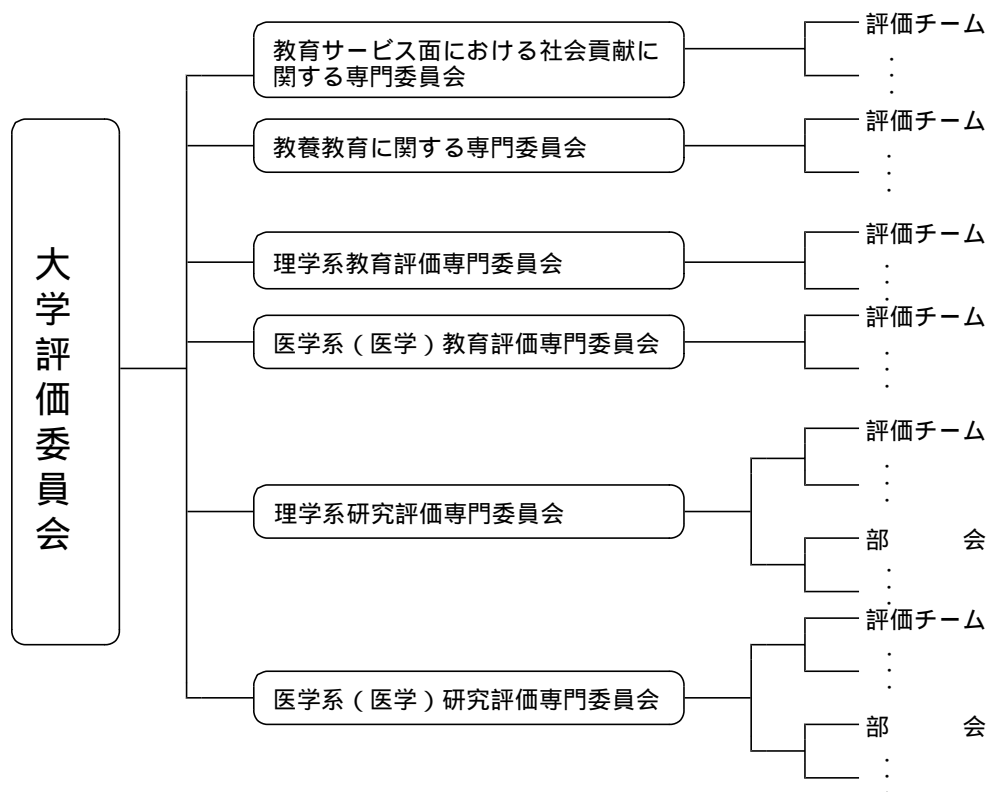 大学評価委員会
教育サービス面における社会貢献に
関する専門委員会
評価チーム
教養教育に関する専門委員会
評価チーム
理学系教育評価専門委員会
評価チーム
医学系（医学）教育評価専門委員会
評価チーム
理学系研究評価専門委員会
評価チーム
部　会
医学系（医学）研究評価専門委員会
評価チーム
部　会